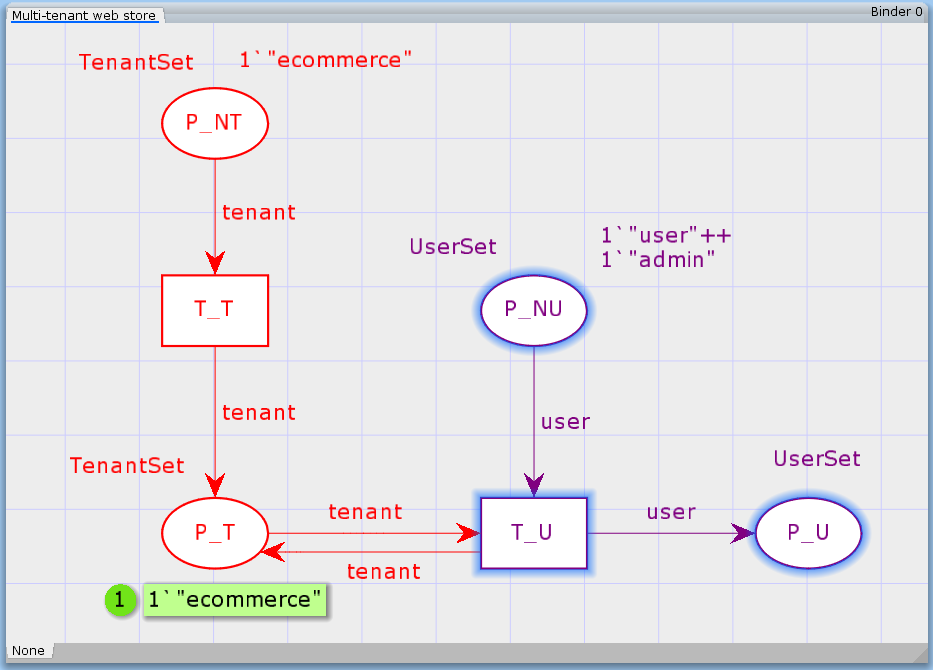 Multi-tenant web store
Binder 0
TenantSet
1`"ecommerce"
P_NT
tenant
UserSet
1`"user"++
1`"admin"
T_T
P_NU
tenant
user
TenantSet
UserSet
tenant
user
P_T
T_U
P_U
tenant
1
1`"ecommerce"
None